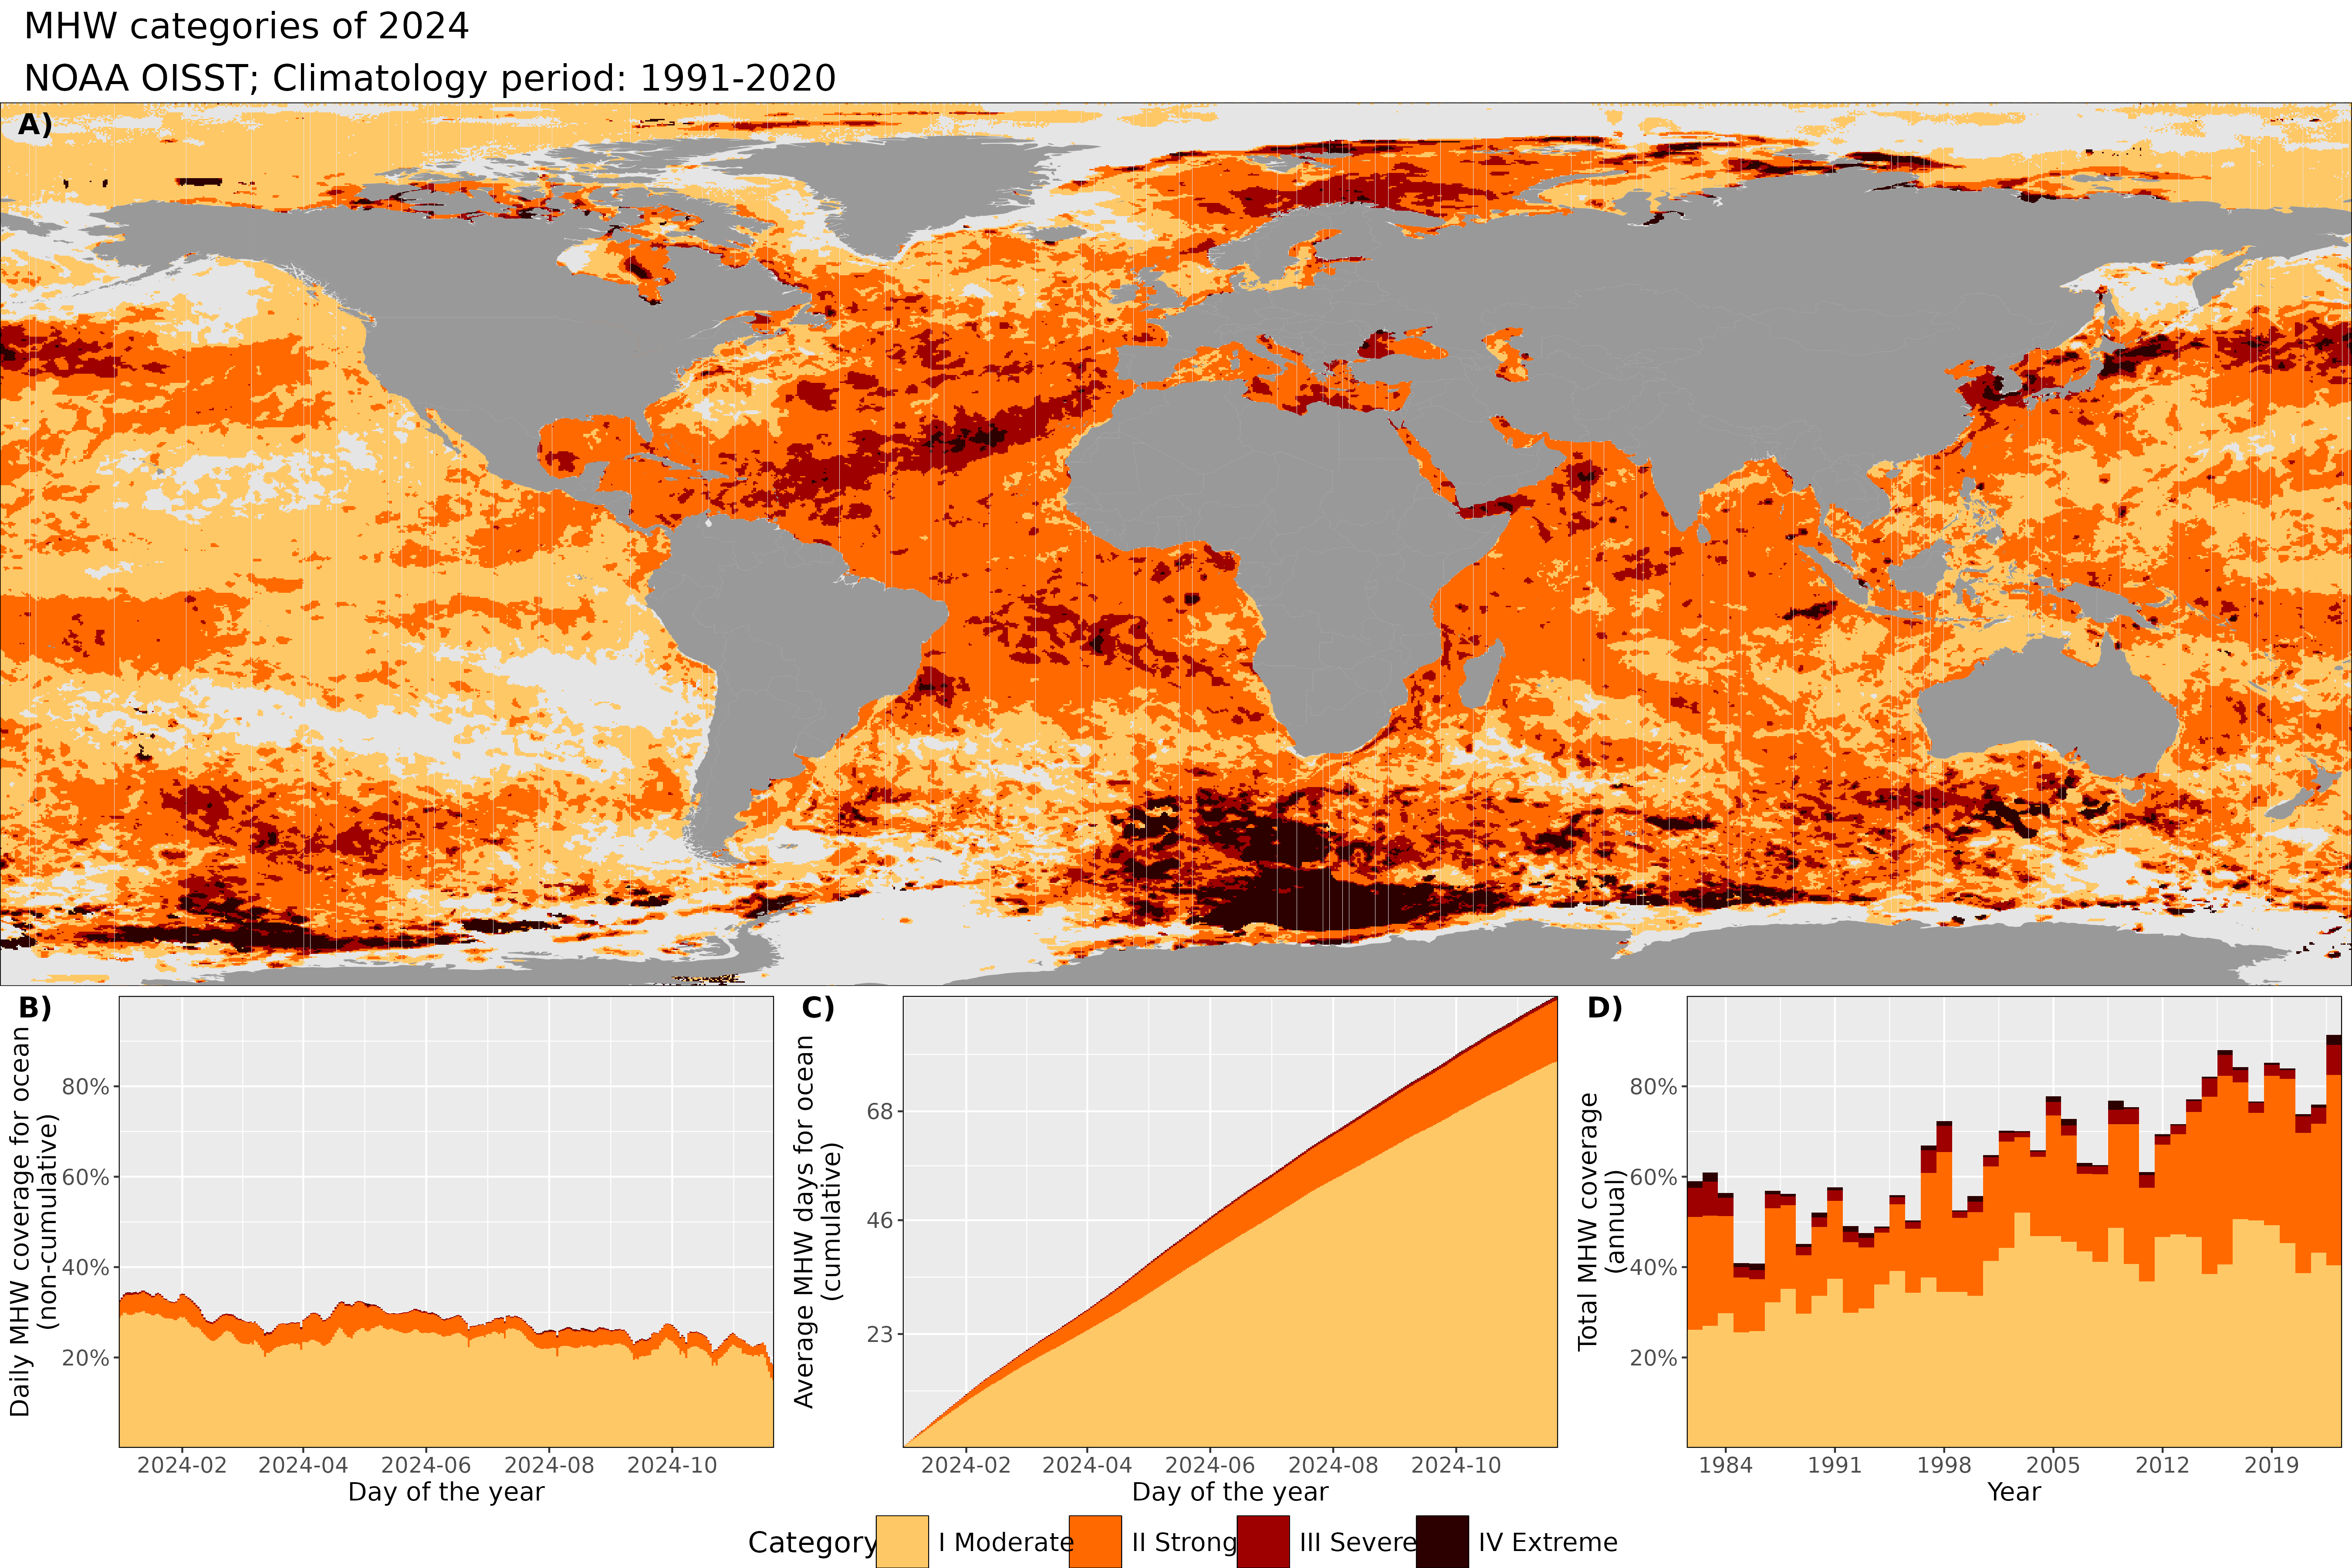 MHW categories of 2024
NOAA OISST; Climatology period: 1991-2020
A)
B)
Daily MHW coverage for ocean
(non-cumulative)
80%
60%
40%
20%
2024-02 2024-04 2024-06 2024-08 2024-10
Day of the year
C)
Average MHW days for ocean
(cumulative)
68
46
23
2024-02 2024-04 2024-06 2024-08 2024-10
Day of the year
D)
Total MHW coverage
(annual)
80%
60%
40%
20%
1984 1991 1998 2005 2012 2019
Year
Category I Moderate II Strong III Severe IV Extreme